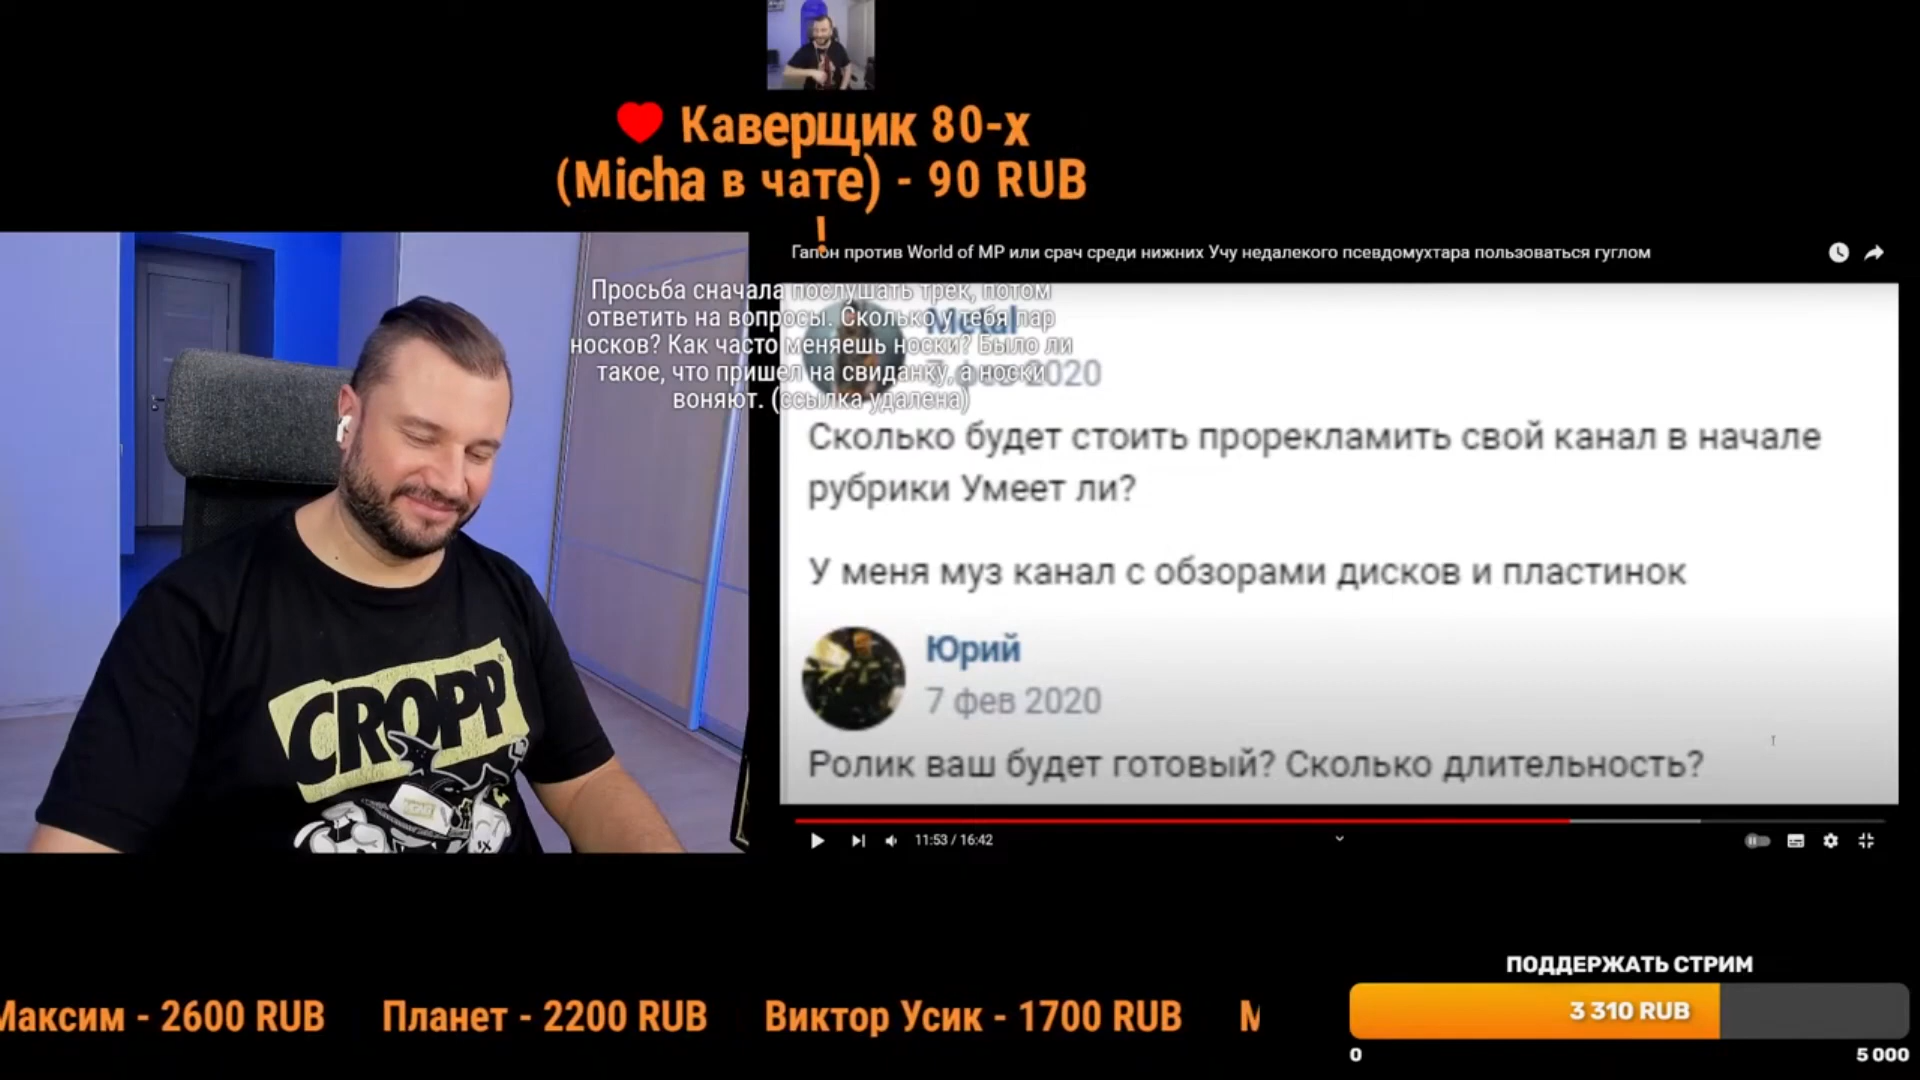 Каверщик 80-х
(Micha в чате) - 90 RUB
!
Гапон против World of MP или срач среди нижних Учу недалекого псевдомухтара пользоваться гуглом
Просьба сначала послушать трек, потом
ответить на вопросы. Сколько у тебя пар
носков? Как часто меняешь носки? Было ли
такое, что пришел на свиданку, а носки
воняют. (ссылка удалена)
Metal
7 фев 2020
Сколько будет стоить прорекламить свой канал в начале
рубрики Умеет ли?
У меня муз канал с обзорами дисков и пластинок
Юрий
7 фев 2020
Ролик ваш будет готовый? Сколько длительность?
CROPP
11:53 / 16:42
ПОДДЕРЖАТЬ СТРИМ
Максим - 2600 RUB Планет - 2200 RUB Виктор Усик - 1700 RUB
3 310 RUB
0 5 000